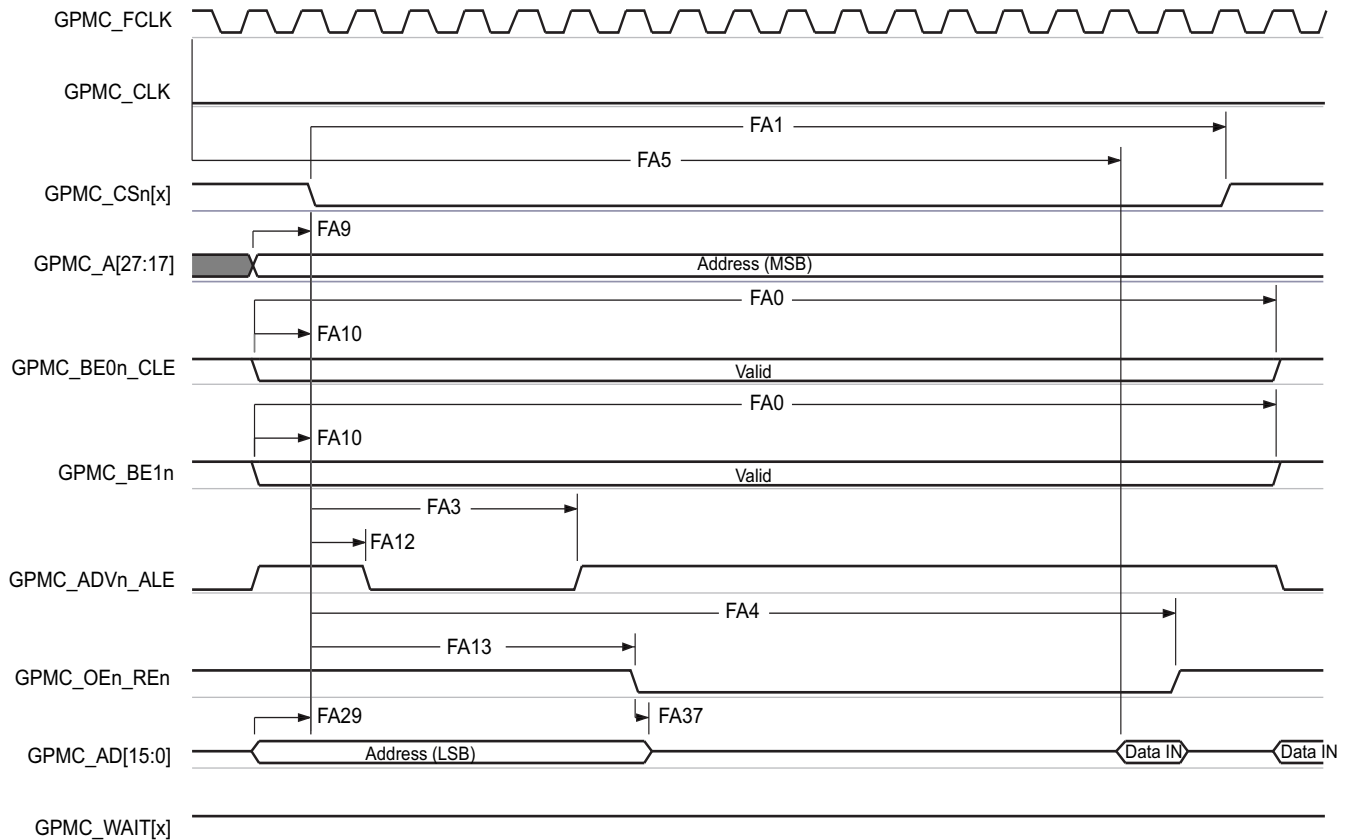 GPMC_FCLK
GPMC_CLK
FA1
FA5
GPMC_CSn[x]
FA9
GPMC_A[27:17]
Address (MSB)
FA0
FA10
GPMC_BE0n_CLE
Valid
FA0
FA10
GPMC_BE1n
Valid
FA3
FA12
GPMC_ADVn_ALE
FA4
FA13
GPMC_OEn_REn
FA29
FA37
GPMC_AD[15:0]
Address (LSB)
Data IN
Data IN
GPMC_WAIT[x]